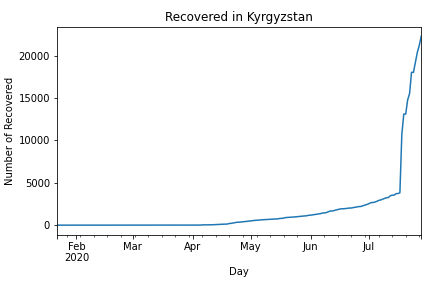 Recovered in Kyrgyzstan
Number of Recovered
20000
15000
10000
5000
0
Feb
2020
Mar
Apr
May
Jun
Jul
Day